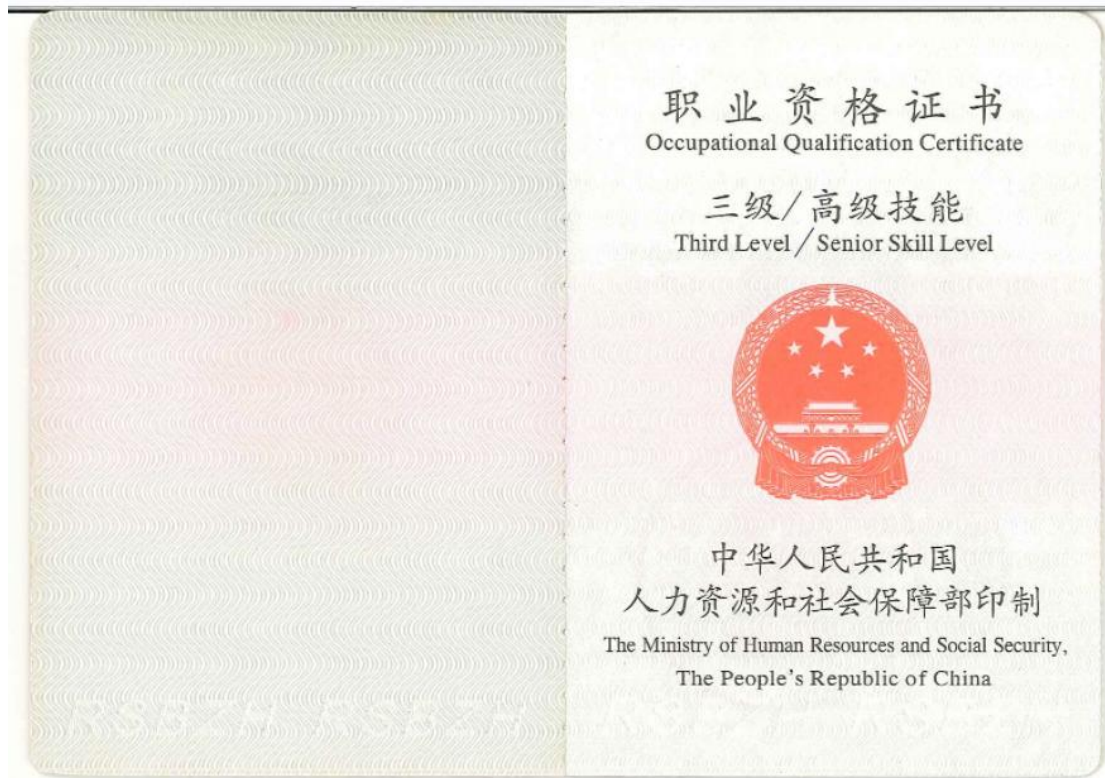 职业资格证书
Occupational Qualification Certificate
三级/高级技能
Third Level/Senior Skill Level
中华人民共和国
人力资源和社会保障部印制
The Ministry of Human Resources and Social Security,
The People's Republic of China